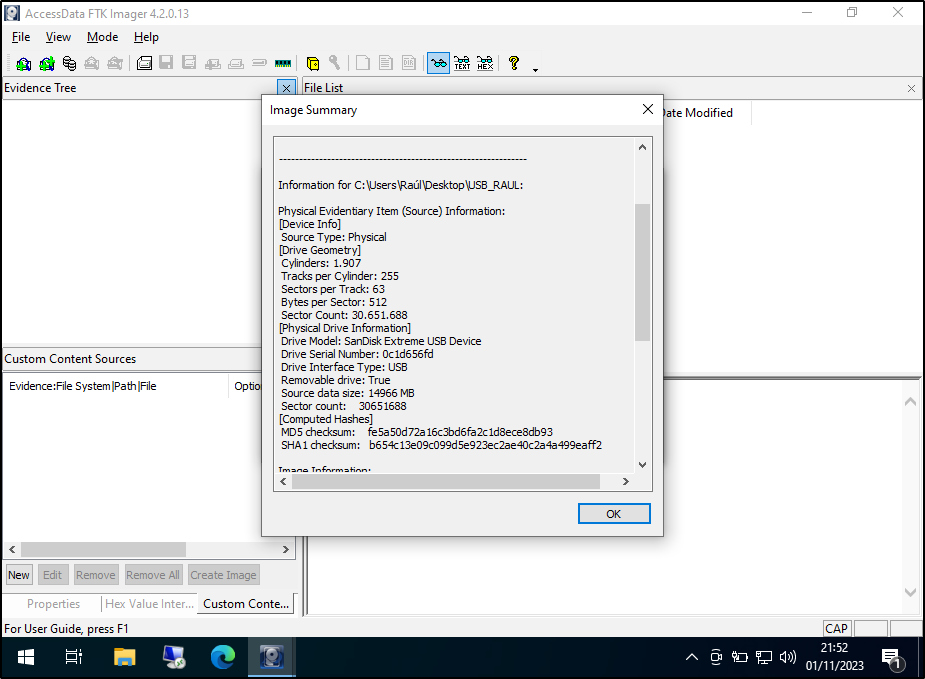 AccessData FTK Imager 4.2.0.13
File View Mode Help
TEXT HEX
Evidence Tree
File List
Image Summary
Date Modified
------------------------------------------------------------
Information for C:\Users\Raúl\Desktop\USB_RAUL:
Physical Evidentiary Item (Source) Information:
[Device Info]
Source Type: Physical
[Drive Geometry]
Cylinders: 1.907
Tracks per Cylinder: 255
Sectors per Track: 63
Bytes per Sector: 512
Sector Count: 30.651.688
[Physical Drive Information]
Drive Model: SanDisk Extreme USB Device
Drive Serial Number: 0c1d656fd
Drive Interface Type: USB
Removable drive: True
Source data size: 14966 MB
Sector count: 30651688
[Computed Hashes]
MD5 checksum: fe5a50d72a16c3bd6fa2c1d8ece8db93
SHA1 checksum: b654c13e09c099d5e923ec2ae40c2a4a499eaff2
Image Information:
OK
Custom Content Sources
Evidence:File System|Path|File
Optio
New Edit Remove Remove All Create Image
Properties Hex Value Inter... Custom Conte...
For User Guide, press F1
CAP
21:52
01/11/2023
1